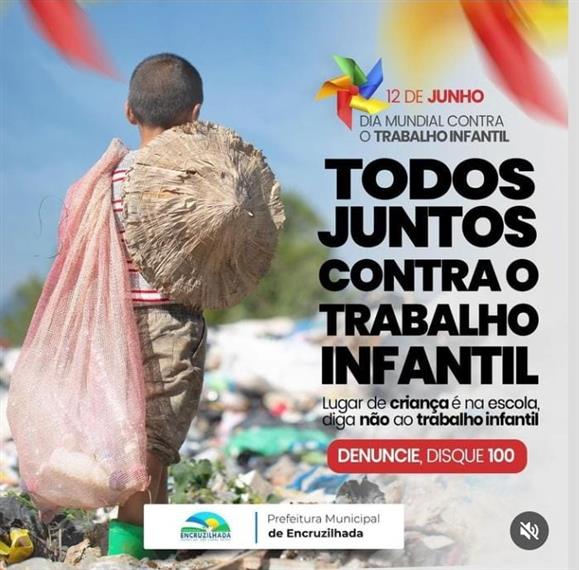 12 DE JUNHO
DIA MUNDIAL CONTRA
O TRABALHO INFANTIL
TODOS
JUNTOS
CONTRA O
TRABALHO
INFANTIL
Lugar de criança é na escola,
diga não ao trabalho infantil
DENUNCIE, DISQUE 100
ENCRUZILHADA
Prefeitura Municipal
de Encruzilhada